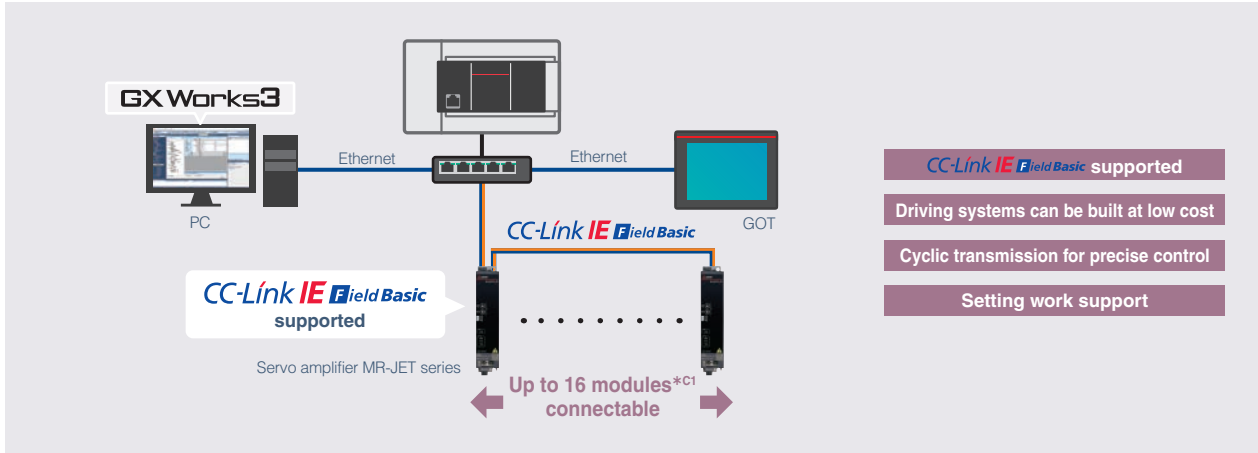 GX Works3
Ethernet
Ethernet
PC
GOT
CC-Link IE Field Basic
CC-Link IE Field Basic
supported
Servo amplifier MR-JET series
Up to 16 modules*C1
connectable
CC-Link IE Field Basic supported
Driving systems can be built at low cost
Cyclic transmission for precise control
Setting work support